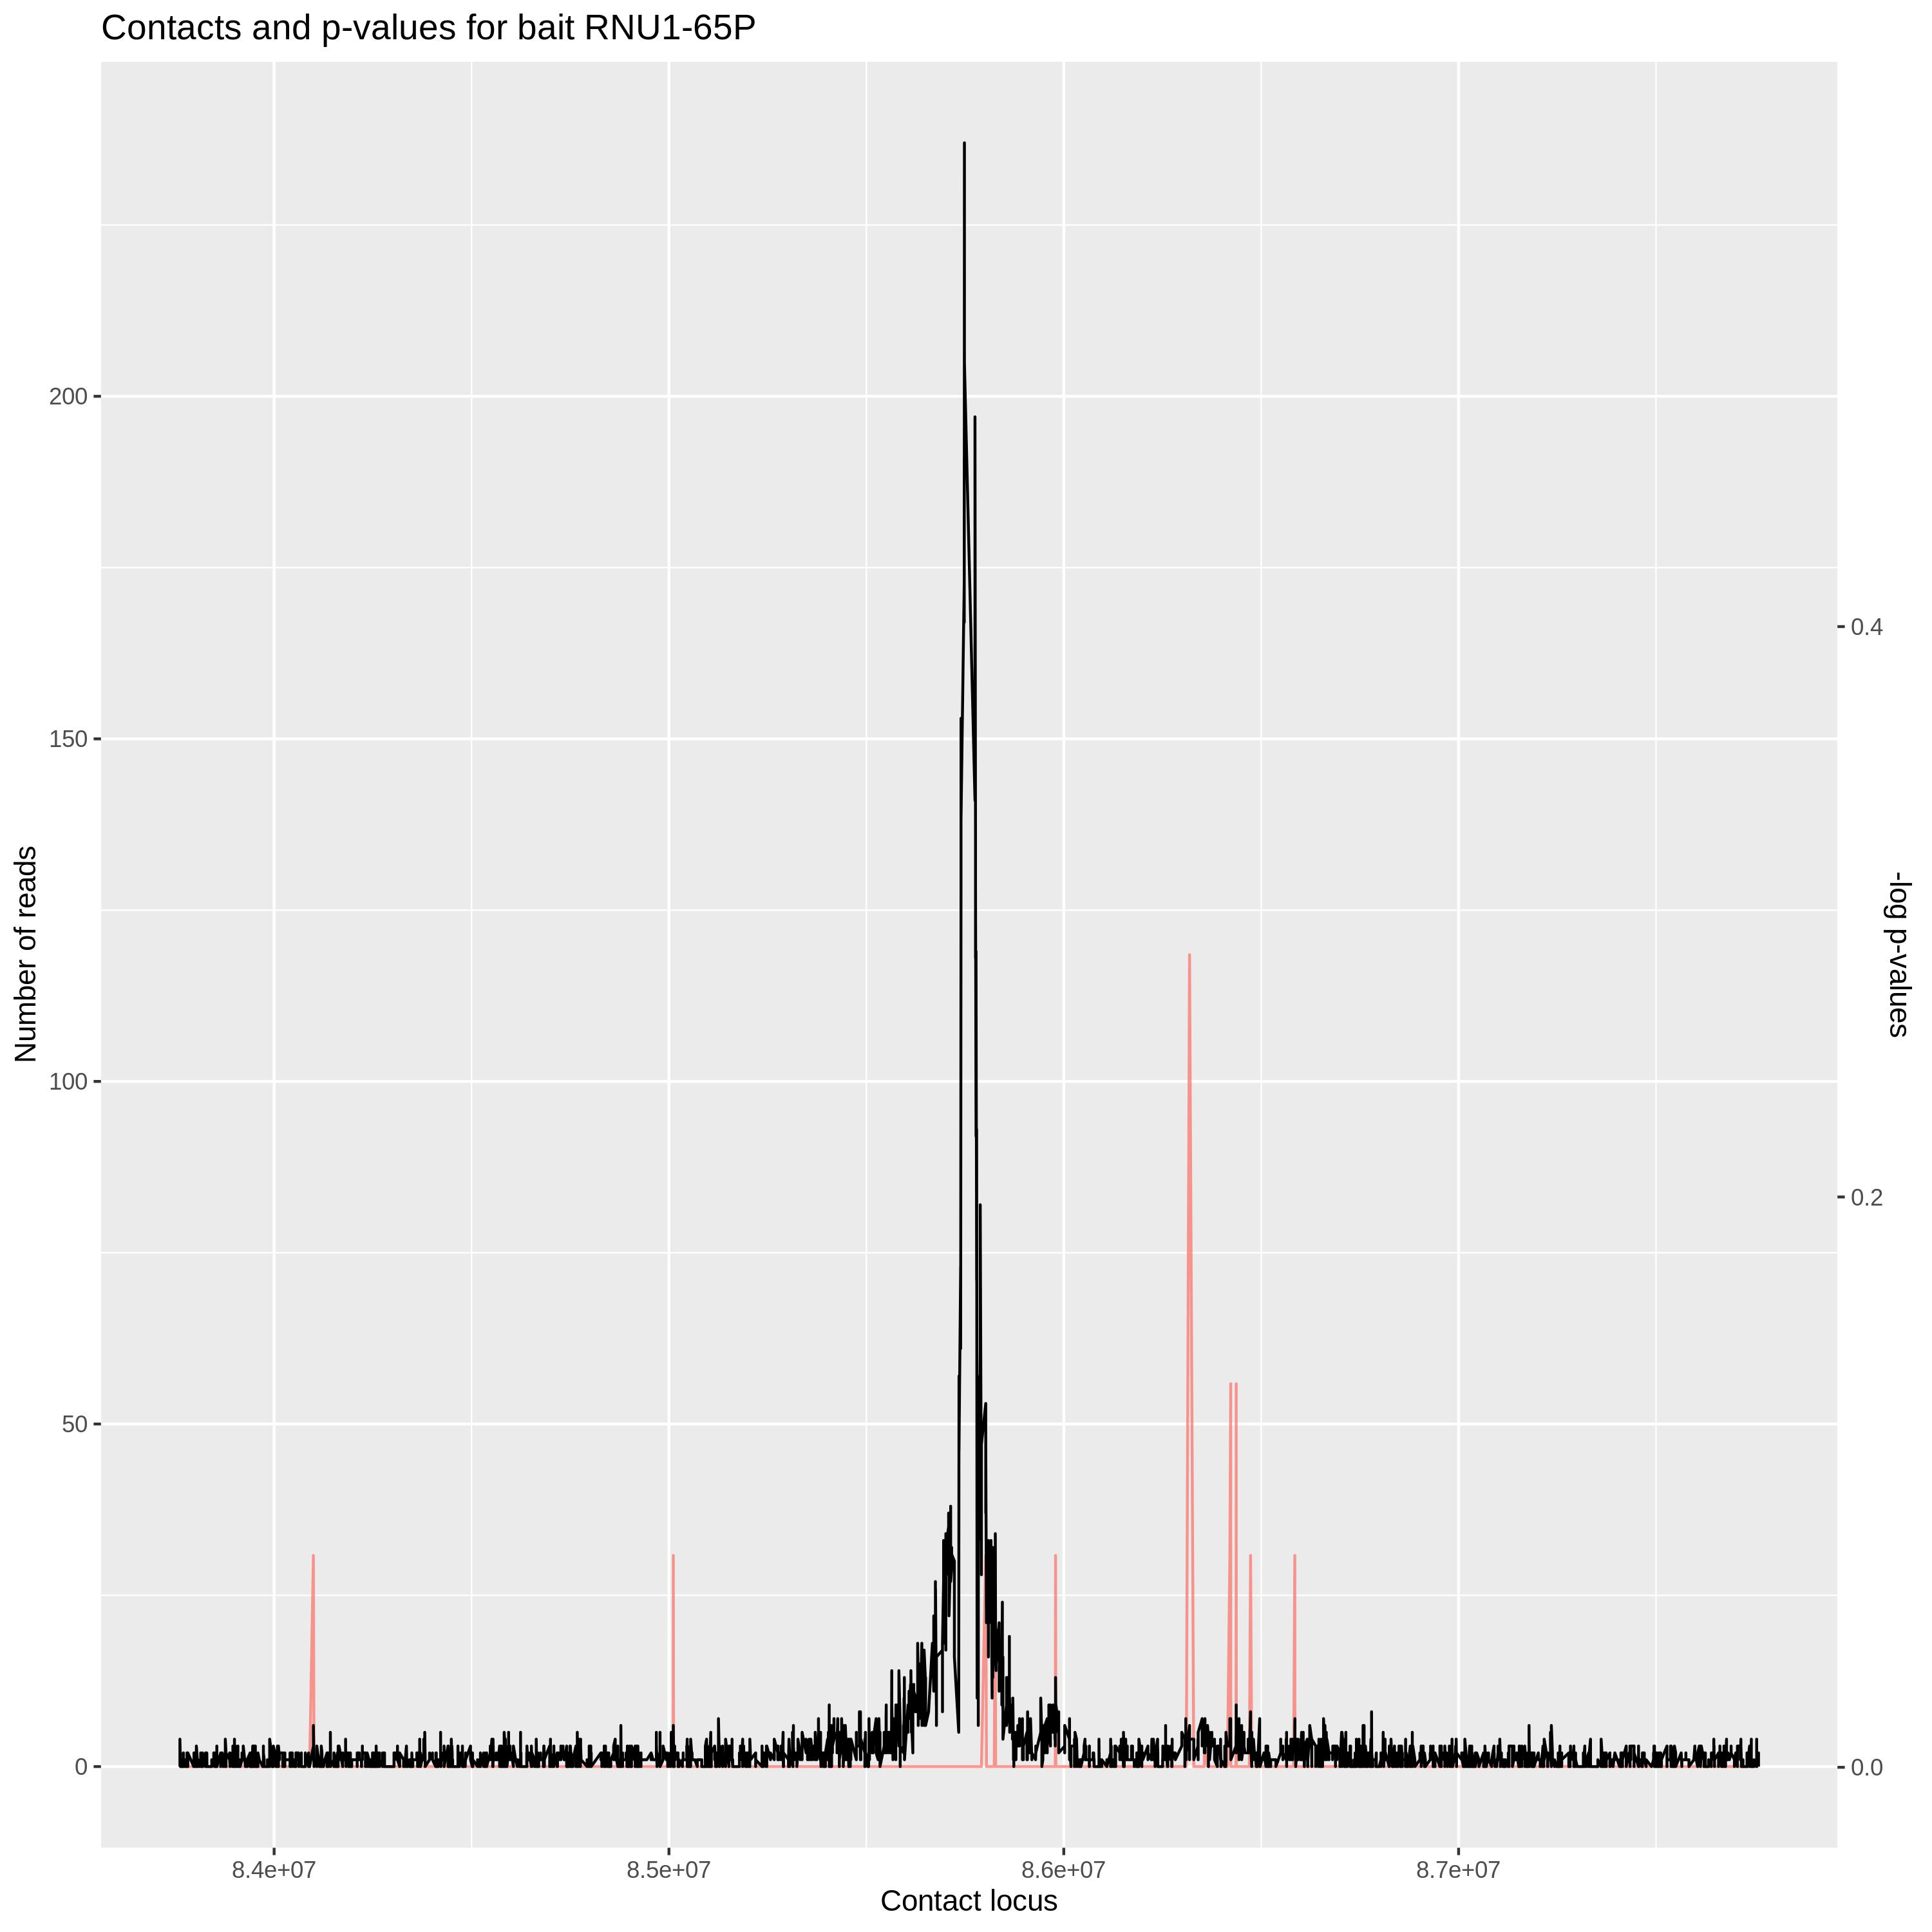 Contacts and p-values for bait RNU1-65P
Number of reads
200
150
100
50
0
0.4
0.2
0.0
-log p-values
8.4e+07
8.5e+07
8.6e+07
8.7e+07
Contact locus